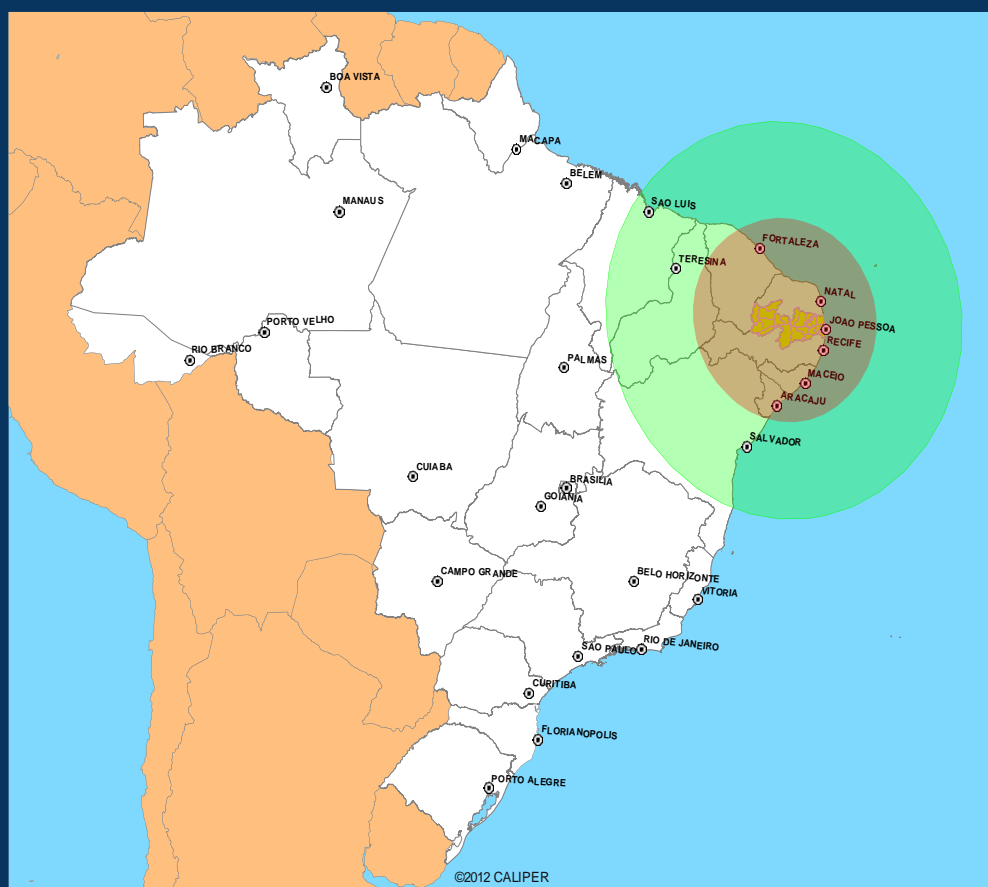 BOA VISTA
MACAPA
BELEM
MANAUS
SAO LUIS
FORTALEZA
TERESINA
NATAL
JOAO PESSOA
PORTO VELHO
RECIFE
RIO BRANCO
PALMAS
MACEIO
ARACAJU
SALVADOR
CUIABA
BRASILIA
GOIANIA
CAMPO GRANDE
BELO HORIZONTE
VITORIA
RIO DE JANEIRO
SAO PAULO
CURITIBA
FLORIANOPOLIS
PORTO ALEGRE
©2012 CALIPER